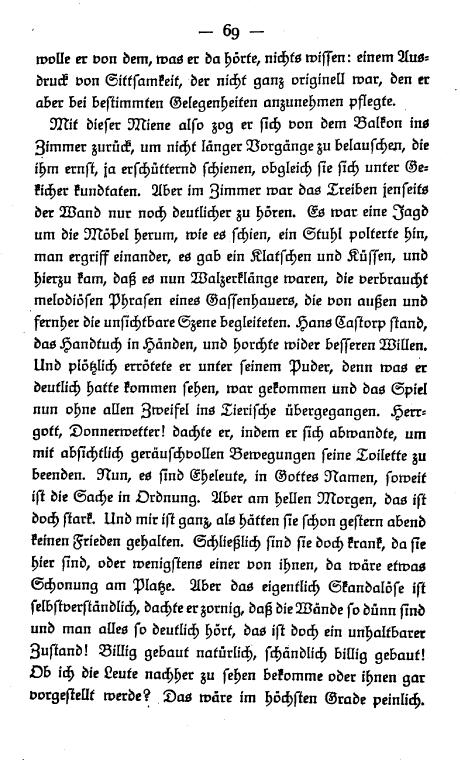 — 69 —
wolle er von dem, was er da hörte, nichts wissen: einem Aus-
druck von Sittsamkeit, der nicht ganz originell war, den er
aber bei bestimmten Gelegenheiten anzunehmen pflegte.
Mit dieser Miene also zog er sich von dem Balkon ins
Zimmer zurück, um nicht länger Vorgänge zu belauschen, die
ihm ernst, ja erschütternd schienen, obgleich sie sich unter Ge-
kicher kundtaten. Aber im Zimmer war das Treiben jenseits
der Wand nur noch deutlicher zu hören. Es war eine Jagd
um die Möbel herum, wie es schien, ein Stuhl polterte hin,
man ergriff einander, es gab ein Klatschen und Küssen, und
hierzu kam, daß es nun Walzerklänge waren, die verbraucht
melodiösen Phrasen eines Gassenhauers, die von außen und
fernher die unsichtbare Szene begleiteten. Hans Castorp stand,
das Handtuch in Händen, und horchte wider besseren Willen.
Und plötzlich errötete er unter seinem Puder, denn was er
deutlich hatte kommen sehen, war gekommen und das Spiel
nun ohne allen Zweifel ins Tierische übergegangen. Herr-
gott, Donnerwetter! dachte er, indem er sich abwandte, um
mit absichtlich geräuschvollen Bewegungen seine Toilette zu
beenden. Nun, es sind Eheleute, in Gottes Namen, soweit
ist die Sache in Ordnung. Aber am hellen Morgen, das ist
doch stark. Und mir ist ganz, als hätten sie schon gestern abend
keinen Frieden gehalten. Schließlich sind sie doch krank, da sie
hier sind, oder wenigstens einer von ihnen, da wäre etwas
Schonung am Platze. Aber das eigentlich Skandalöse ist
selbstverständlich, dachte er zornig, daß die Wände so dünn sind
und man alles so deutlich hört, das ist doch ein unhaltbarer
Zustand! Billig gebaut natürlich, schändlich billig gebaut!
Ob ich die Leute nachher zu sehen bekomme oder ihnen gar
vorgestellt werde? Das wäre im höchsten Grade peinlich.